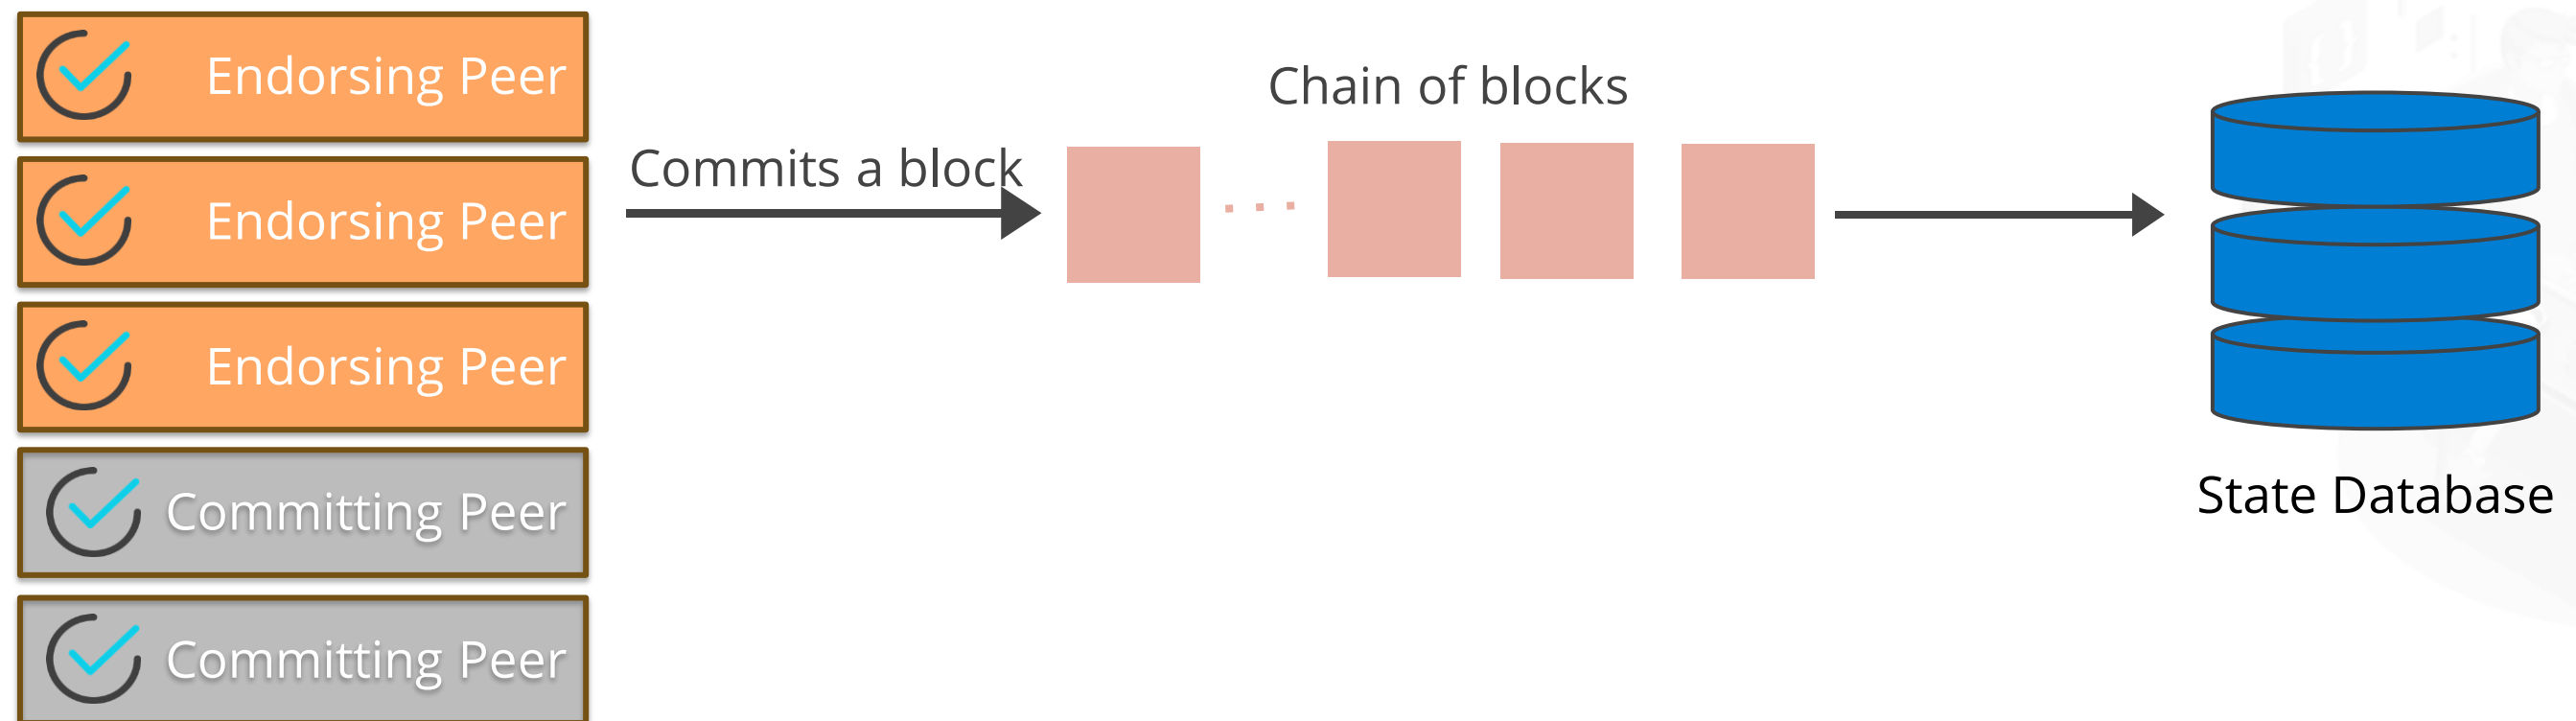 Endorsing Peer
Endorsing Peer
Endorsing Peer
Committing Peer
Committing Peer
Commits a block
Chain of blocks
State Database